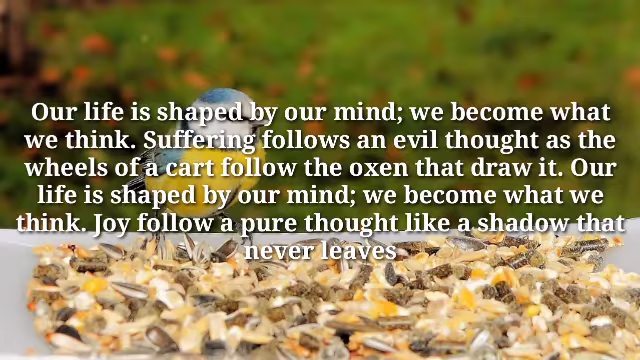 Our life is shaped by our mind; we become what
we think. Suffering follows an evil thought as the
wheels of a cart follow the oxen that draw it. Our
life is shaped by our mind; we become what we
think. Joy follow a pure thought like a shadow that
never leaves